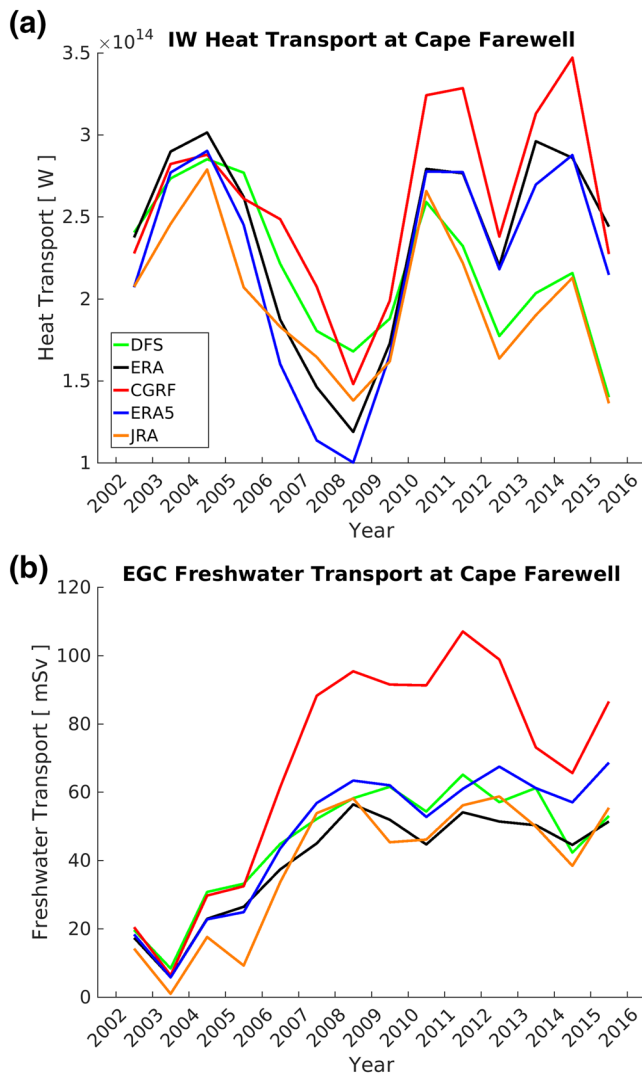 (a)
×10¹⁴
IW Heat Transport at Cape Farewell
3.5
3
2.5
2
1.5
1
Heat Transport [ W ]
DFS
ERA
CGRF
ERA5
JRA
2002 2003 2004 2005 2006 2007 2008 2009 2010 2011 2012 2013 2014 2015 2016
Year
(b)
EGC Freshwater Transport at Cape Farewell
120
100
80
60
40
20
0
Freshwater Transport [ mSv ]
2002 2003 2004 2005 2006 2007 2008 2009 2010 2011 2012 2013 2014 2015 2016
Year